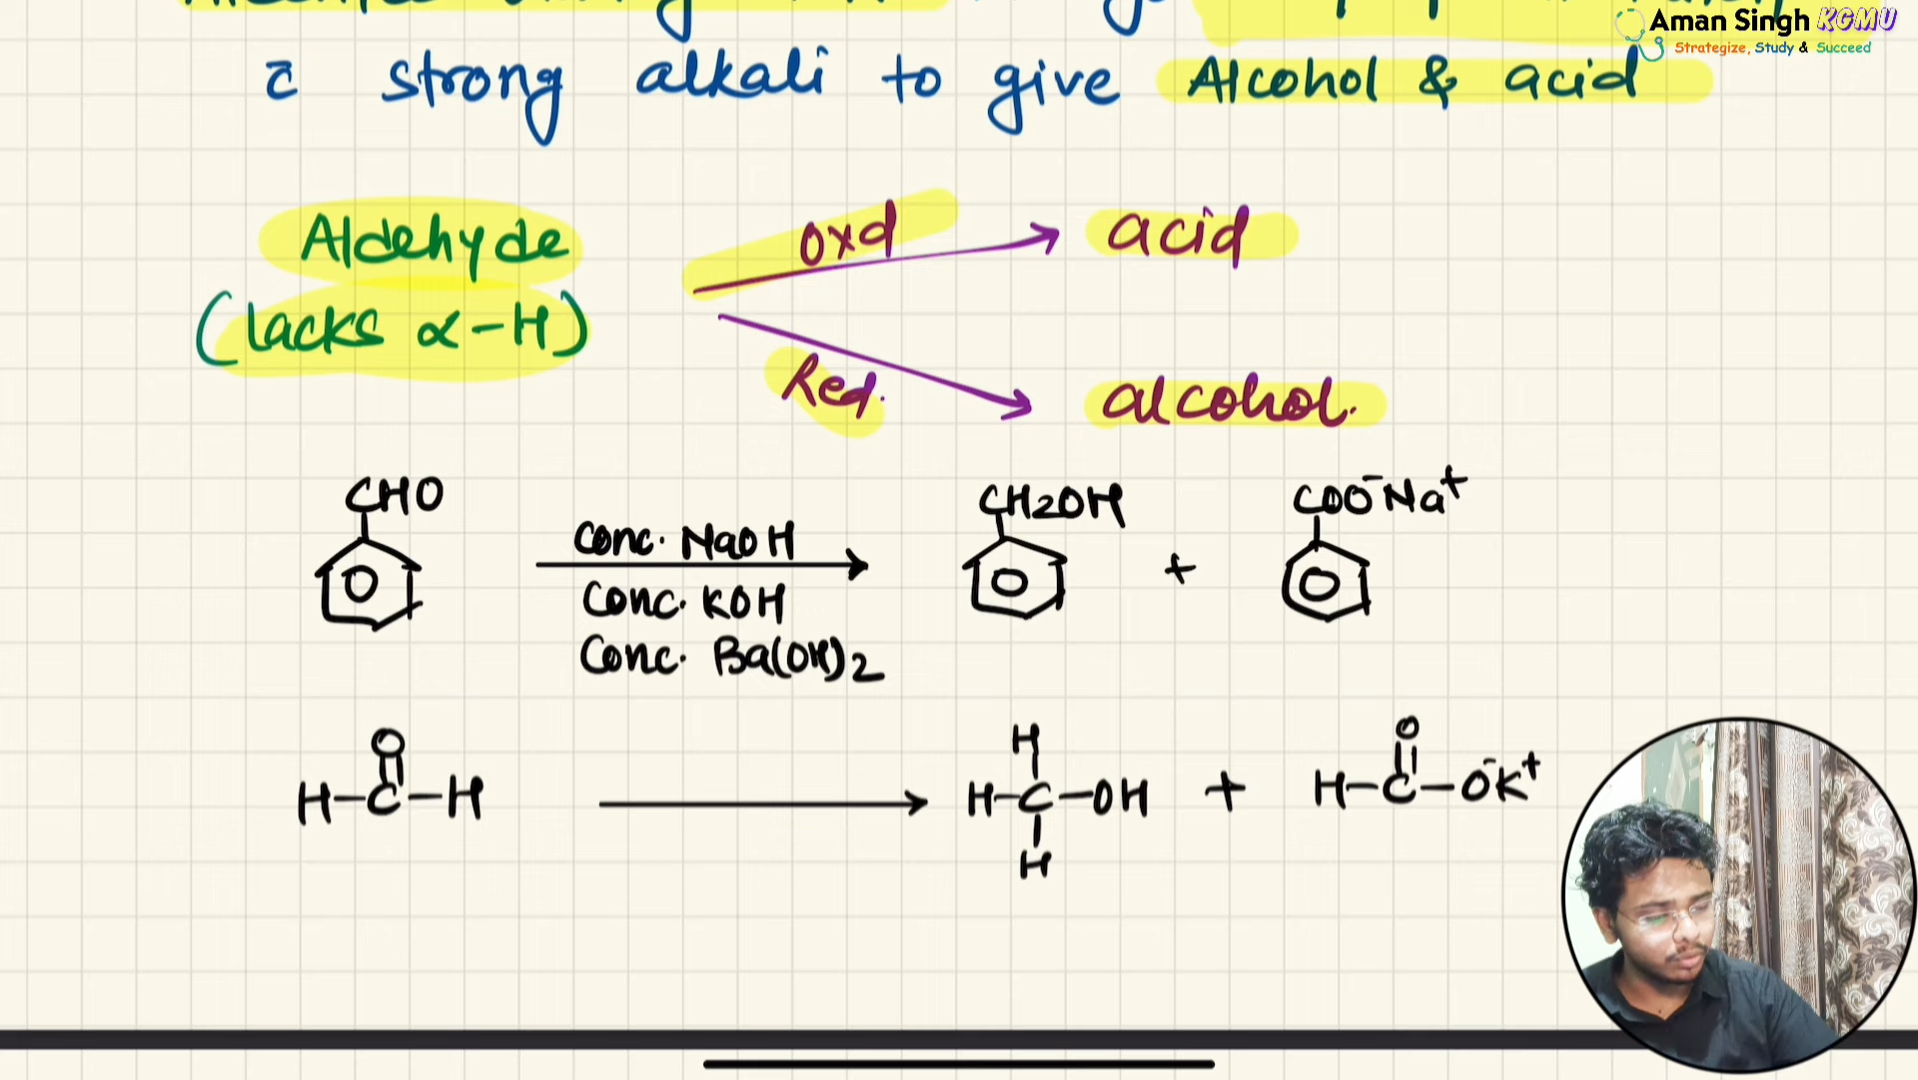 Aman Singh KGMU
Strategize, Study & Succeed
c̄ strong alkali to give Alcohol & acid
Aldehyde
(lacks α-H)
oxd
acid
Red.
alcohol.
CHO
Conc. NaOH
Conc. KOH
Conc. Ba(OH)2
CH2OH
+
COO⁻Na⁺
O
H-C-H
H
H-C-OH
H
+
O
H-C-O⁻K⁺